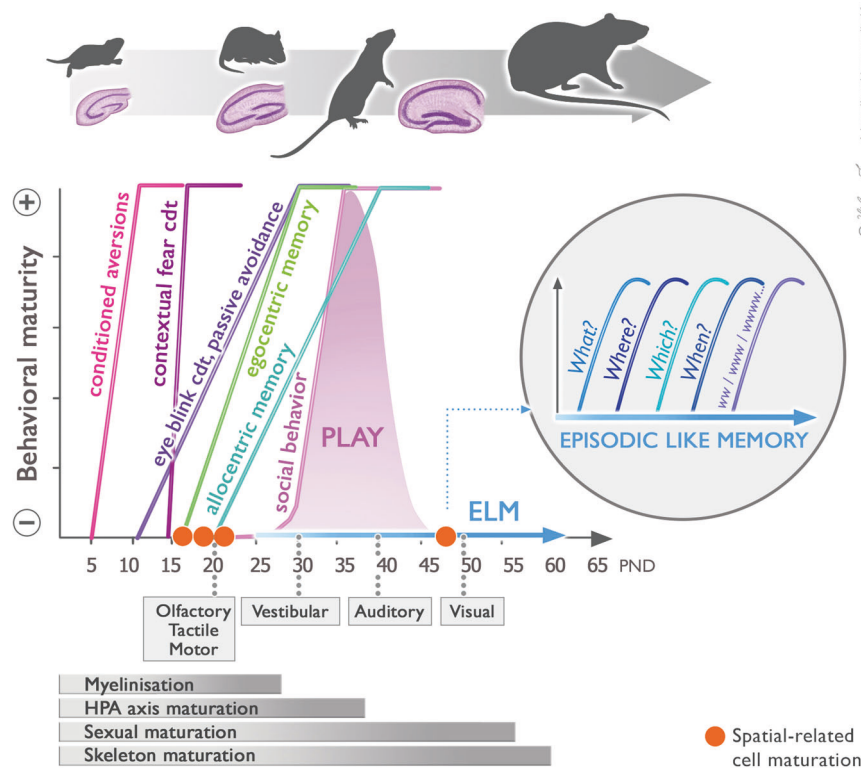 +
Behavioral maturity
−
conditioned aversions
contextual fear cdt
eye-blink cdt, passive avoidance
egocentric memory
allocentric memory
social behavior
PLAY
ELM
What?
Where?
Which?
When?
ww / www / wwww...
EPISODIC LIKE MEMORY
5 10 15 20 25 30 35 40 47 50 55 60 65 PND
Olfactory
Tactile
Motor
Vestibular
Auditory
Visual
Myelinisation
HPA axis maturation
Sexual maturation
Skeleton maturation
Spatial-related
cell maturation